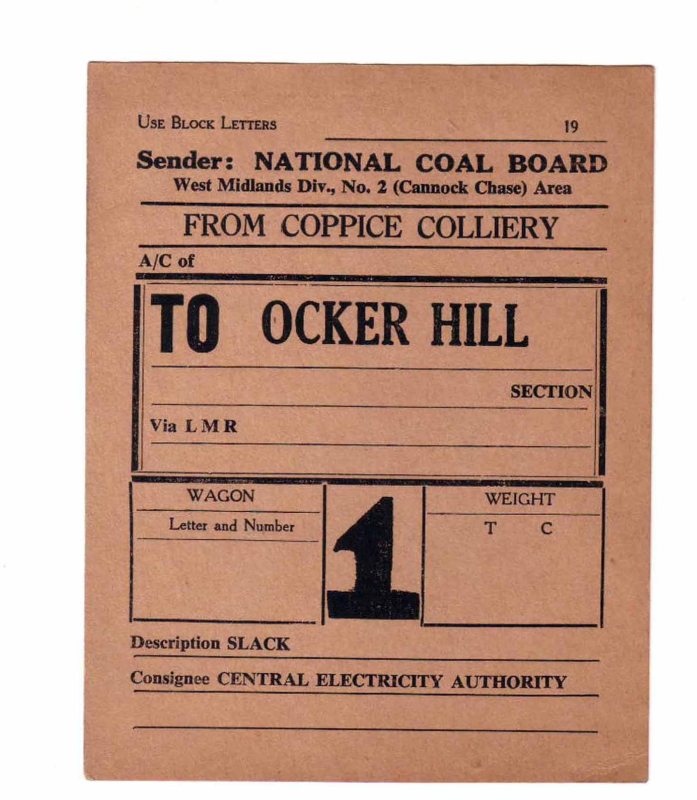 USE BLOCK LETTERS
19
Sender: NATIONAL COAL BOARD
West Midlands Div., No. 2 (Cannock Chase) Area
FROM COPPICE COLLIERY
A/C of
TO OCKER HILL
SECTION
Via L M R
WAGON
Letter and Number
1
WEIGHT
T C
Description SLACK
Consignee CENTRAL ELECTRICITY AUTHORITY